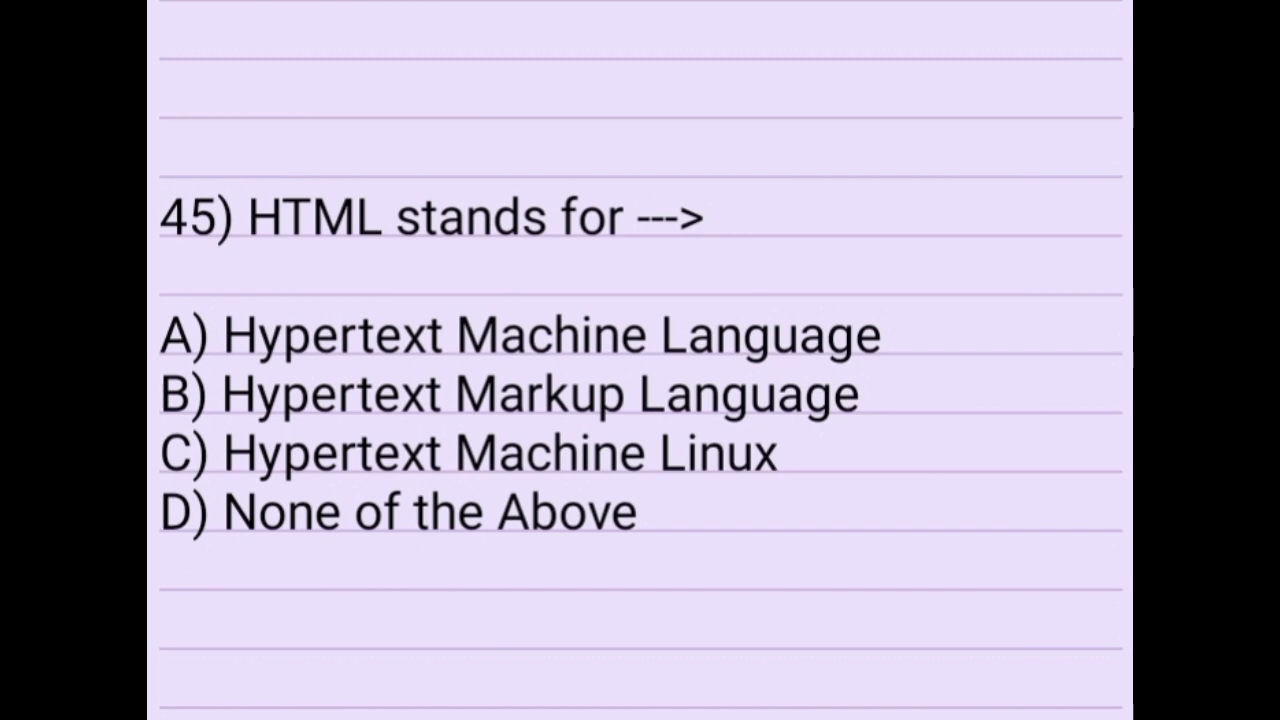 45) HTML stands for --->
A) Hypertext Machine Language
B) Hypertext Markup Language
C) Hypertext Machine Linux
D) None of the Above